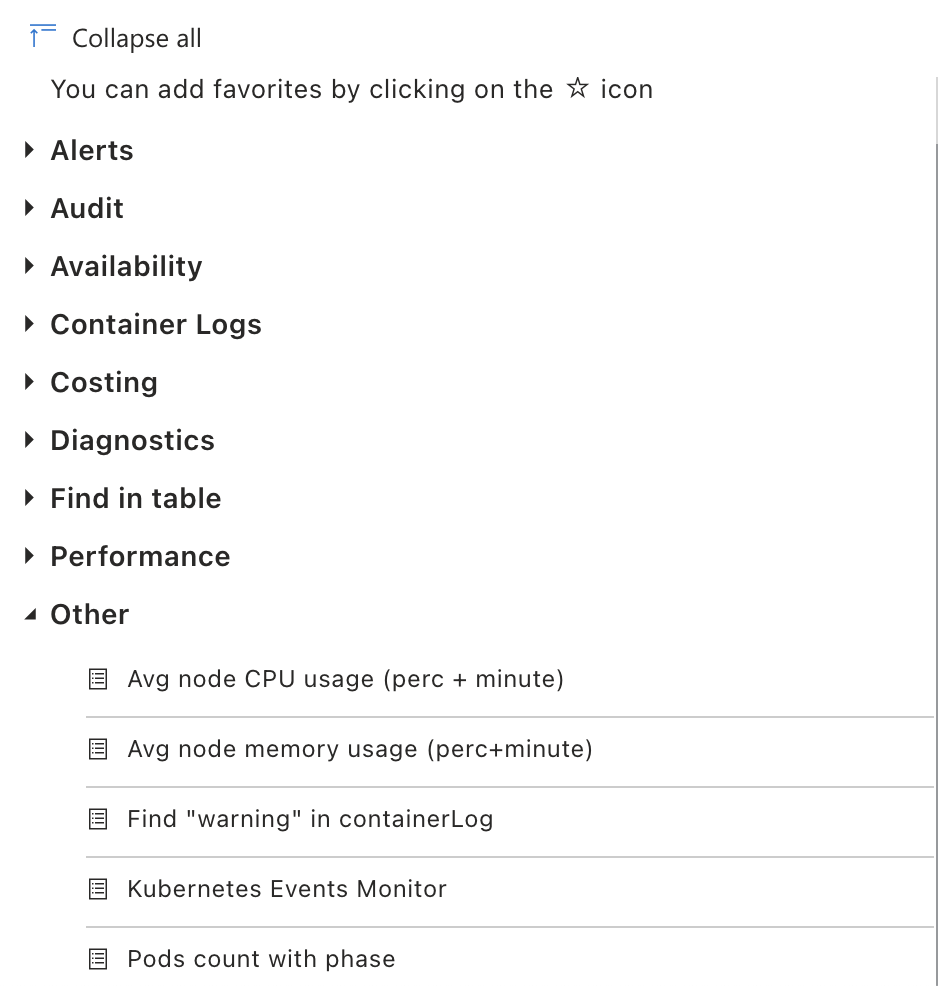 Collapse all
You can add favorites by clicking on the ☆ icon
Alerts
Audit
Availability
Container Logs
Costing
Diagnostics
Find in table
Performance
Other
Avg node CPU usage (perc + minute)
Avg node memory usage (perc+minute)
Find "warning" in containerLog
Kubernetes Events Monitor
Pods count with phase